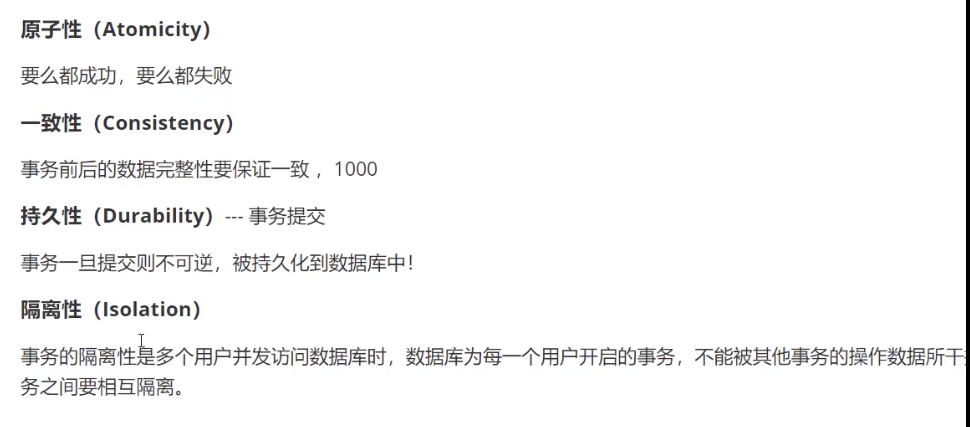 原子性（Atomicity）
要么都成功，要么都失败
一致性（Consistency）
事务前后的数据完整性要保证一致 ，1000
持久性（Durability）--- 事务提交
事务一旦提交则不可逆，被持久化到数据库中！
隔离性（Isolation）
事务的隔离性是多个用户并发访问数据库时，数据库为每一个用户开启的事务，不能被其他事务的操作数据所干
务之间要相互隔离。